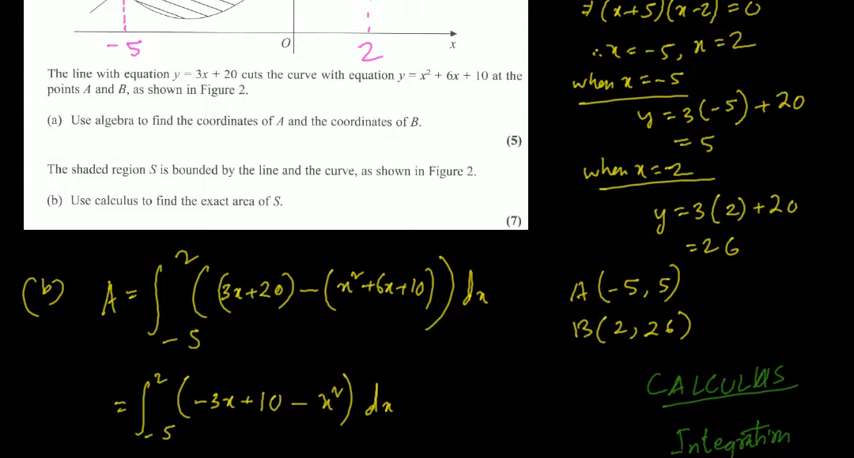 -5
O
2
x
The line with equation y = 3x + 20 cuts the curve with equation y = x² + 6x + 10 at the
points A and B, as shown in Figure 2.
(a) Use algebra to find the coordinates of A and the coordinates of B.
(5)
The shaded region S is bounded by the line and the curve, as shown in Figure 2.
(b) Use calculus to find the exact area of S.
(7)
(b) A = ∫₋₅² ((3x+20) − (x²+6x+10)) dx
= ∫₋₅² (−3x+10 − x²) dx
⇒ (x+5)(x−2) = 0
∴ x = −5, x = 2
when x = −5
y = 3(−5) + 20
= 5
when x = −2
y = 3(2) + 20
= 26
A(−5, 5)
B(2, 26)
CALCULUS
Integration